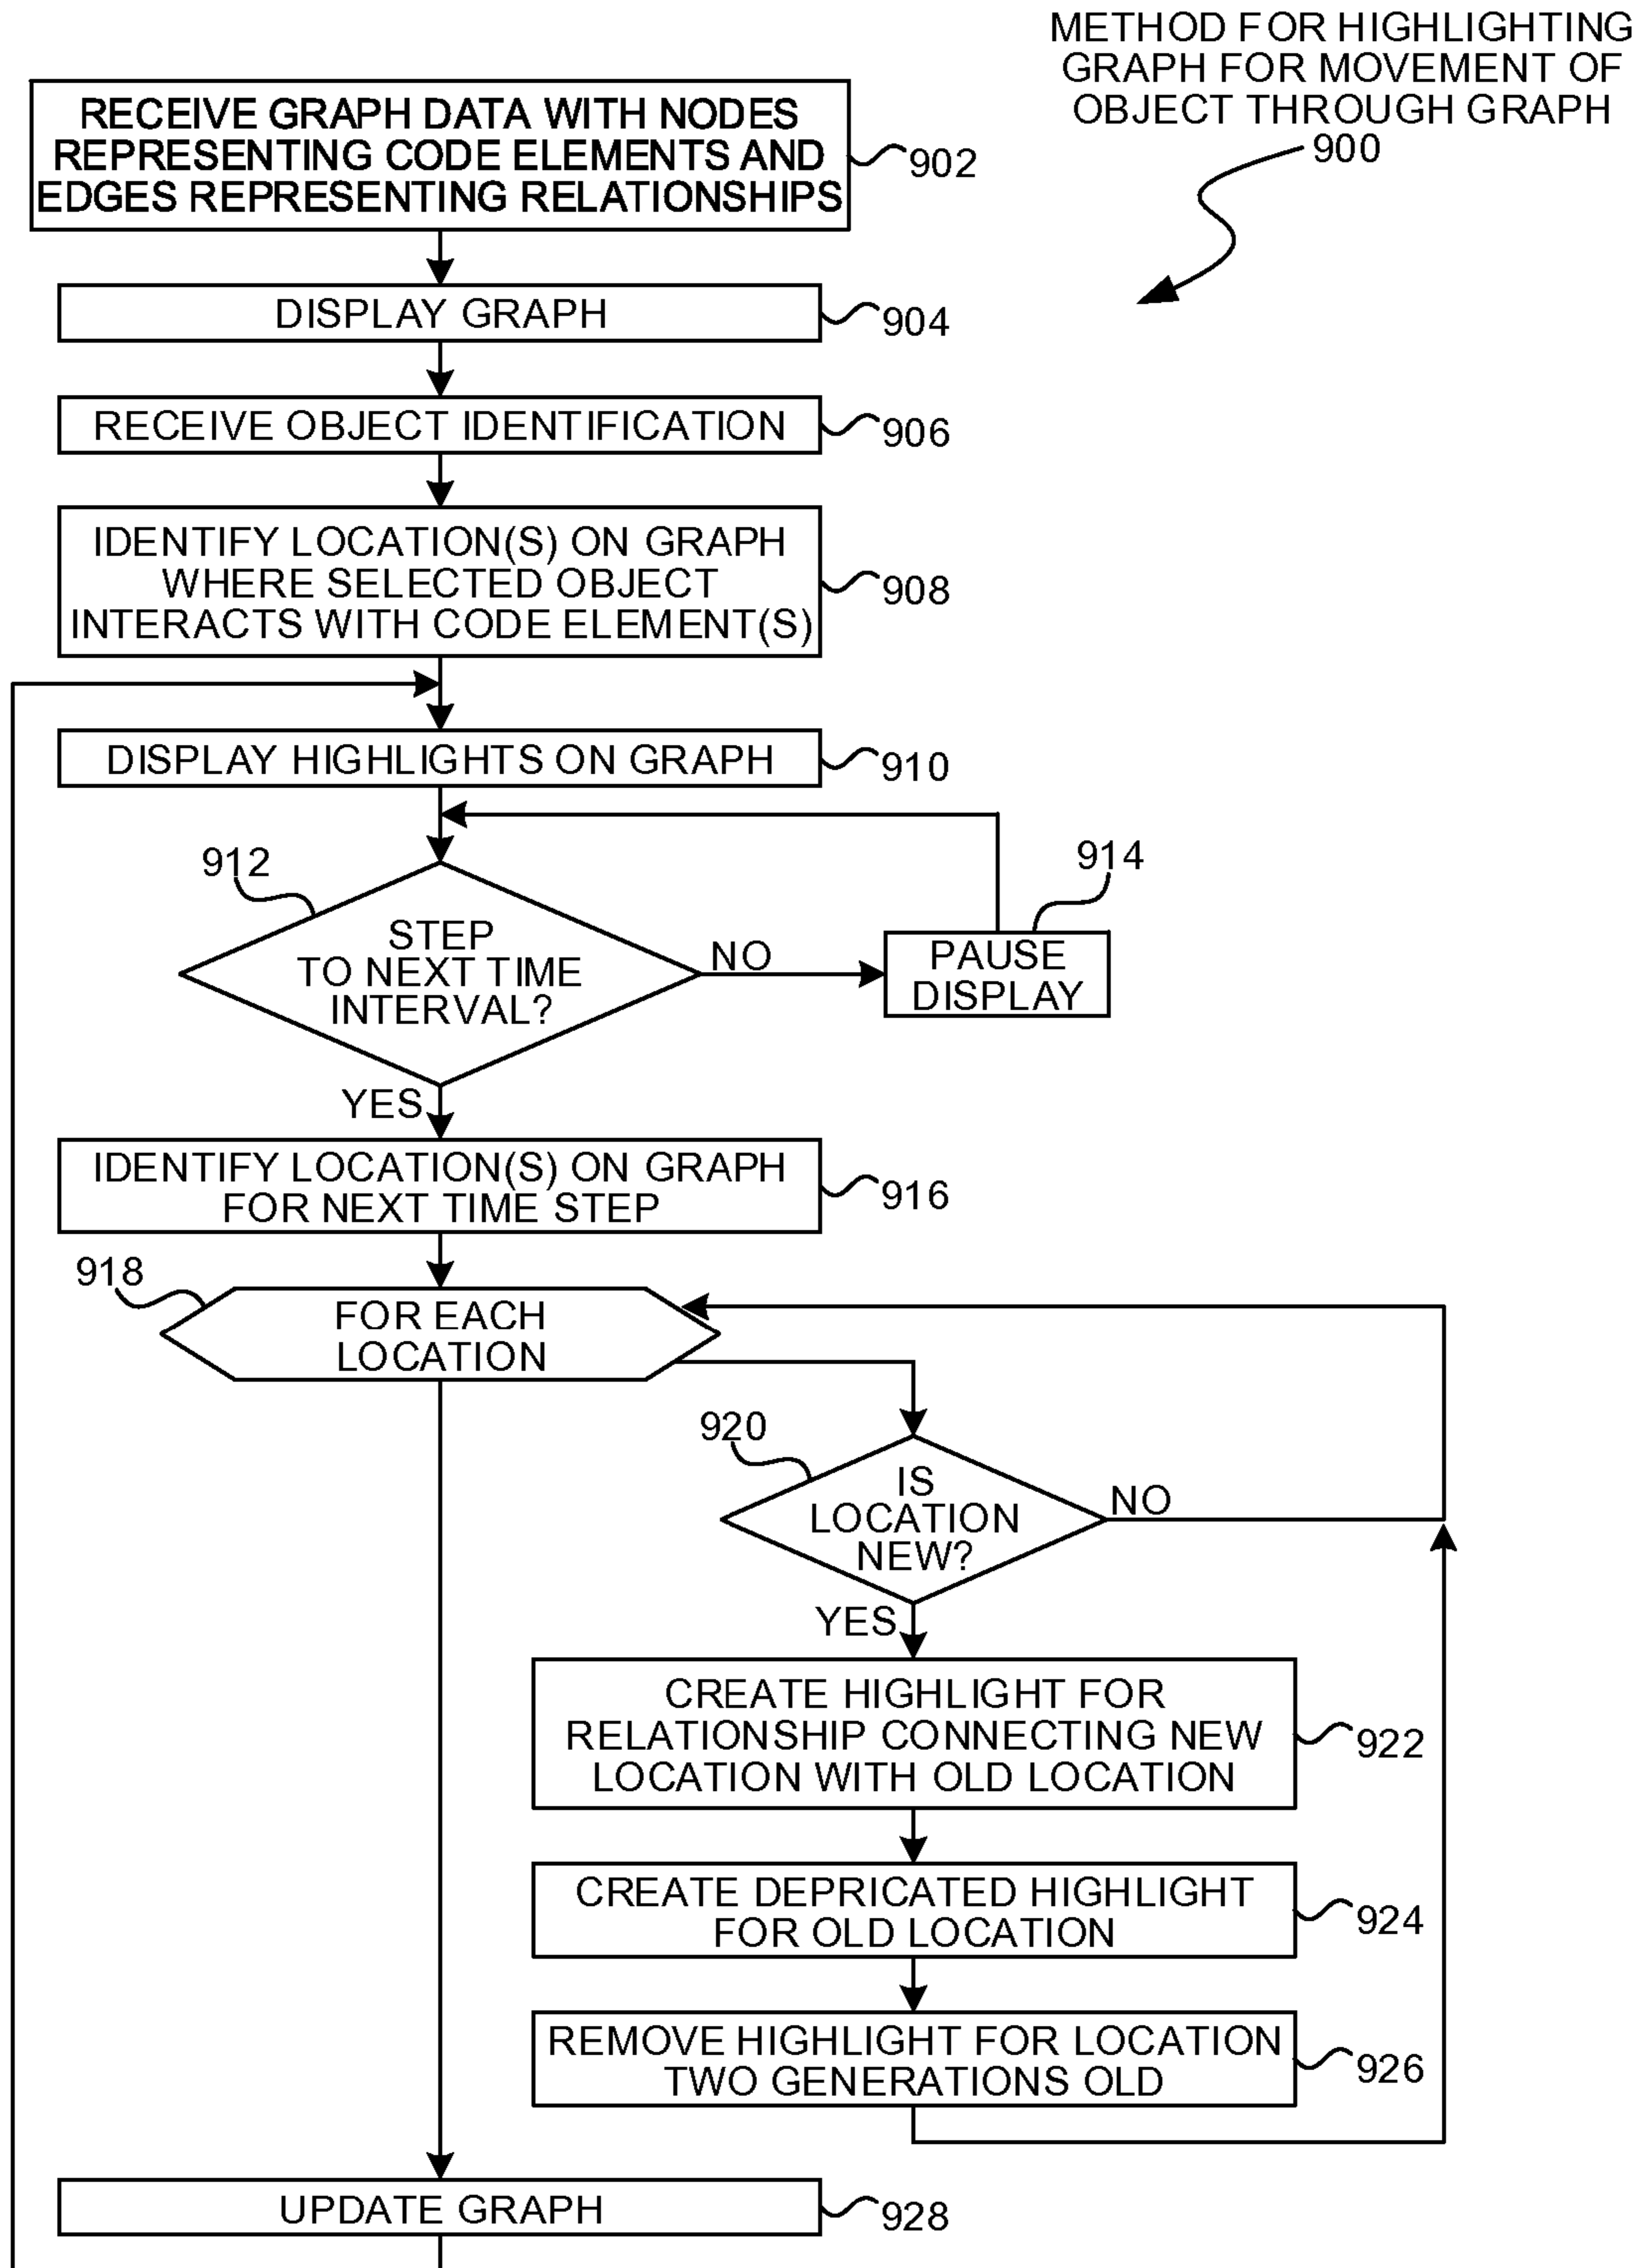 METHOD FOR HIGHLIGHTING
GRAPH FOR MOVEMENT OF
OBJECT THROUGH GRAPH
900
RECEIVE GRAPH DATA WITH NODES
REPRESENTING CODE ELEMENTS AND
EDGES REPRESENTING RELATIONSHIPS
902
DISPLAY GRAPH
904
RECEIVE OBJECT IDENTIFICATION
906
IDENTIFY LOCATION(S) ON GRAPH
WHERE SELECTED OBJECT
INTERACTS WITH CODE ELEMENT(S)
908
DISPLAY HIGHLIGHTS ON GRAPH
910
912
STEP
TO NEXT TIME
INTERVAL?
NO
914
PAUSE
DISPLAY
YES
IDENTIFY LOCATION(S) ON GRAPH
FOR NEXT TIME STEP
916
918
FOR EACH
LOCATION
920
IS
LOCATION
NEW?
NO
YES
CREATE HIGHLIGHT FOR
RELATIONSHIP CONNECTING NEW
LOCATION WITH OLD LOCATION
922
CREATE DEPRICATED HIGHLIGHT
FOR OLD LOCATION
924
REMOVE HIGHLIGHT FOR LOCATION
TWO GENERATIONS OLD
926
UPDATE GRAPH
928